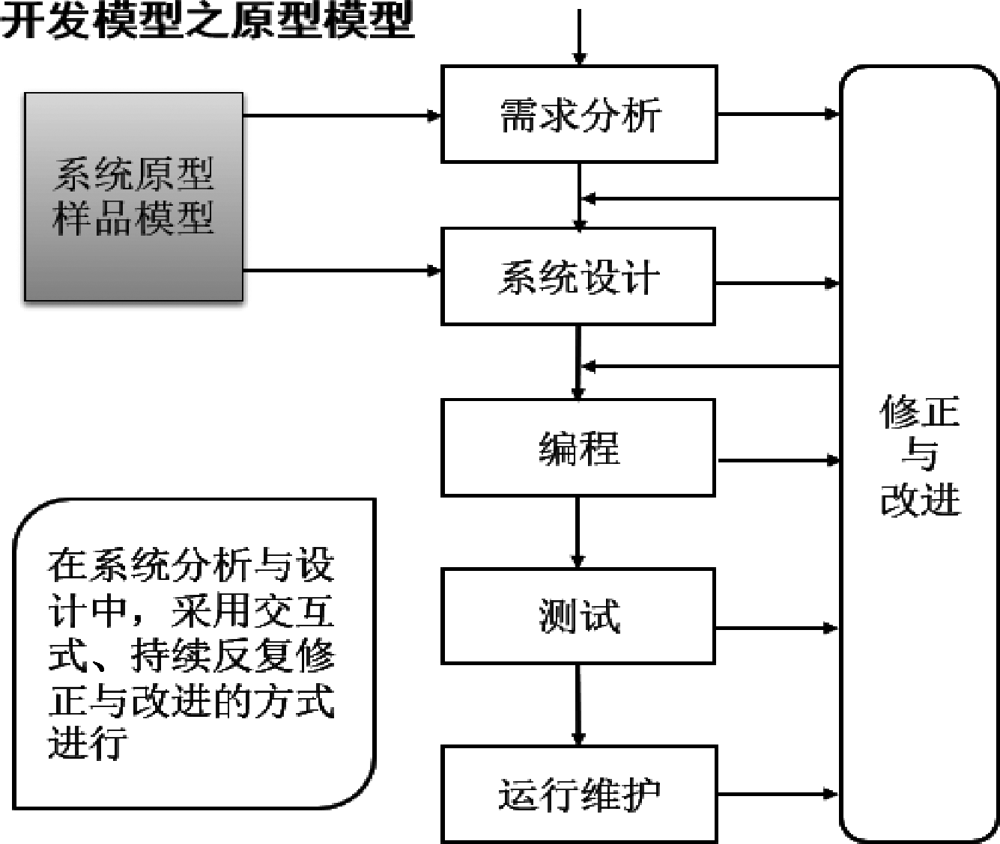 开发模型之原型模型
需求分析
系统原型
样品模型
系统设计
编程
修正
与
改进
在系统分析与设
计中，采用交互
式、持续反复修
正与改进的方式
进行
测试
运行维护